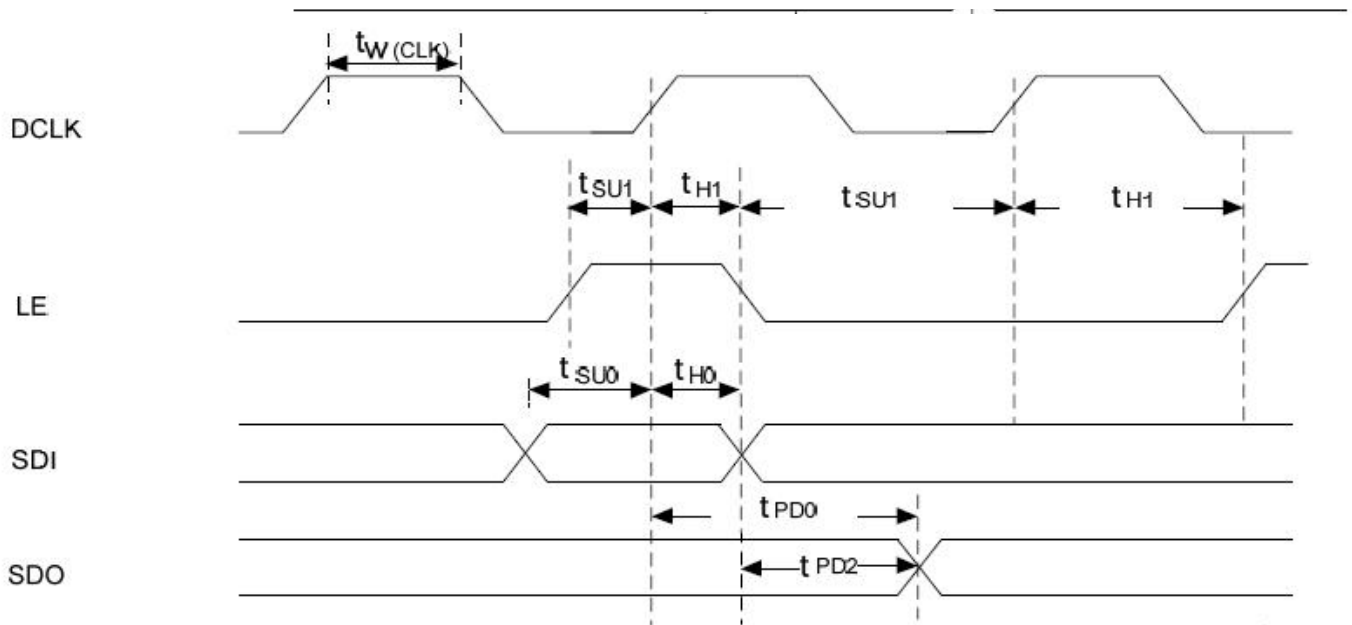 tW (CLK)
DCLK
tSU1 tH1 tSU1 tH1
LE
tSU0 tH0
SDI
tPD0
SDO
tPD2